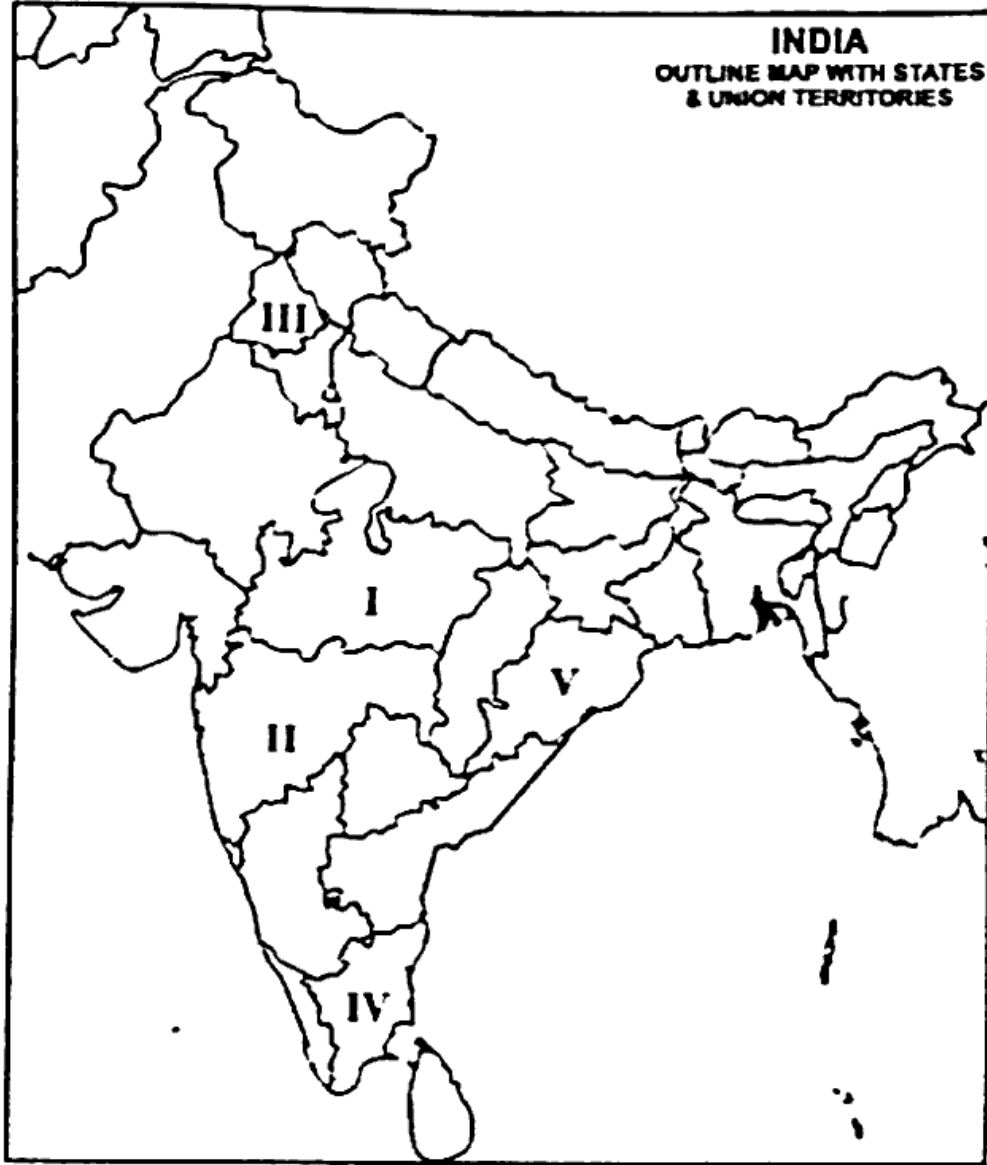 INDIA
OUTLINE MAP WITH STATES
& UNION TERRITORIES
III
I
V
II
IV